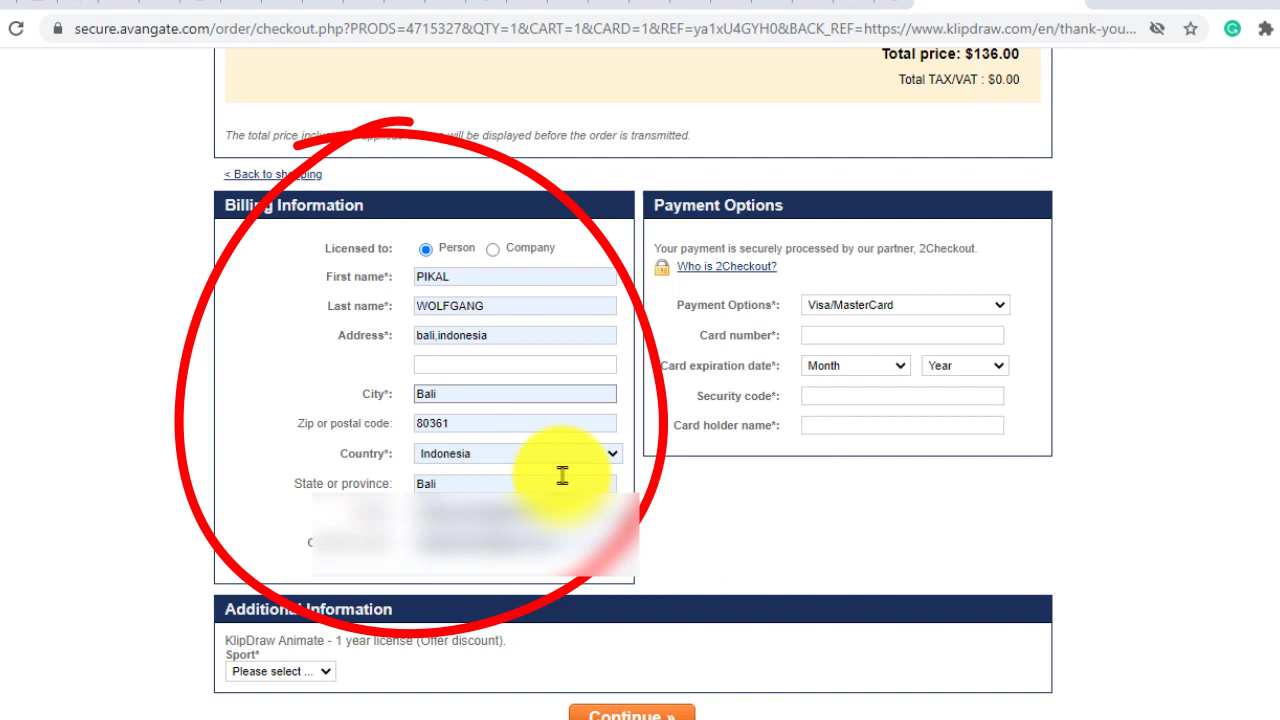 secure.avangate.com/order/checkout.php?PRODS=4715327&QTY=1&CART=1&CARD=1&REF=ya1xU4GYH0&BACK_REF=https://www.klipdraw.com/en/thank-you...
Total price: $136.00
Total TAX/VAT : $0.00
The total price will be displayed before the order is transmitted.
< Back to shopping
Billing Information
Licensed to: Person Company
First name*: PIKAL
Last name*: WOLFGANG
Address*: bali,indonesia
City*: Bali
Zip or postal code: 80361
Country*: Indonesia
State or province: Bali
Payment Options
Your payment is securely processed by our partner, 2Checkout.
Who is 2Checkout?
Payment Options*: Visa/MasterCard
Card number*:
Card expiration date*: Month Year
Security code*:
Card holder name*:
Additional Information
KlipDraw Animate - 1 year license (Offer discount).
Sport*
Please select ...
Continue »